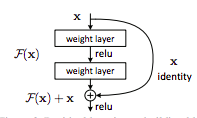 x
weight layer
F(x)
relu
x
weight layer
identity
F(x) + x
relu